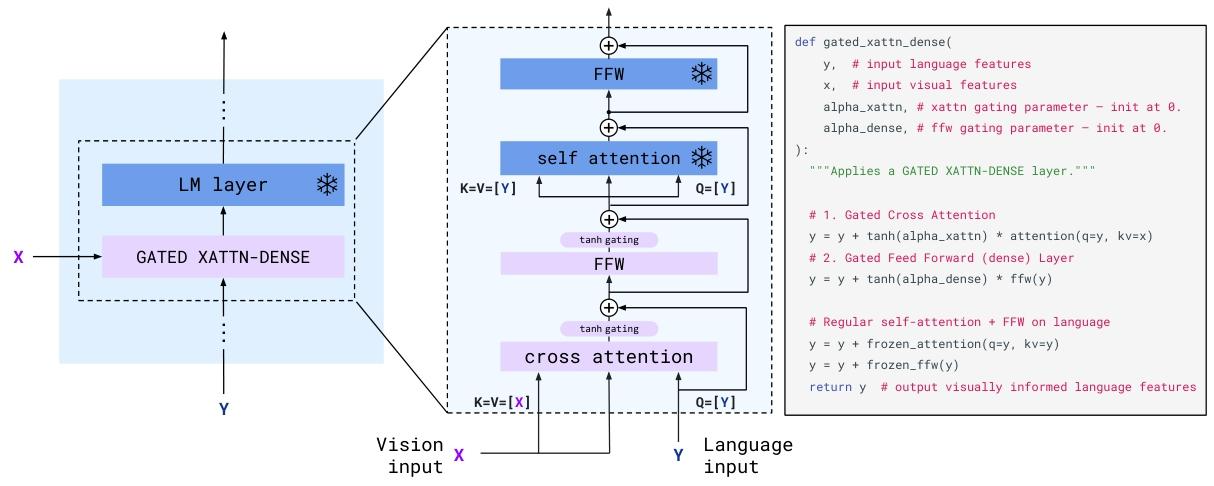 LM layer
X
GATED XATTN-DENSE
Y
FFW
self attention
K=V=[Y]
Q=[Y]
tanh gating
FFW
tanh gating
cross attention
K=V=[X]
Q=[Y]
Vision
input
X
Y
Language
input
def gated_xattn_dense(
    y,  # input language features
    x,  # input visual features
    alpha_xattn, # xattn gating parameter – init at 0.
    alpha_dense, # ffw gating parameter – init at 0.
):
  """Applies a GATED XATTN-DENSE layer."""
  # 1. Gated Cross Attention
  y = y + tanh(alpha_xattn) * attention(q=y, kv=x)
  # 2. Gated Feed Forward (dense) Layer
  y = y + tanh(alpha_dense) * ffw(y)
  # Regular self-attention + FFW on language
  y = y + frozen_attention(q=y, kv=y)
  y = y + frozen_ffw(y)
  return y  # output visually informed language features